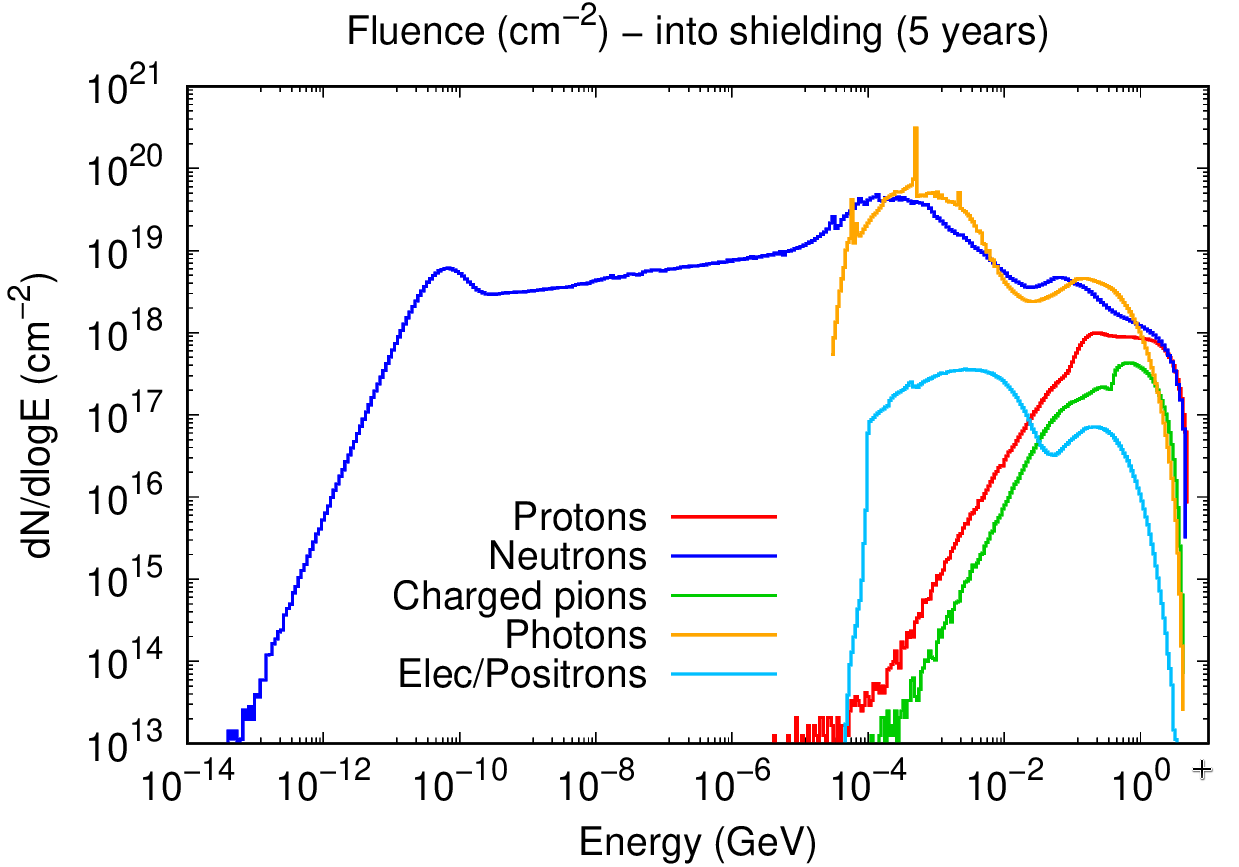 Fluence (cm⁻²) – into shielding (5 years)
dN/dlogE (cm⁻²)
10²¹
10²⁰
10¹⁹
10¹⁸
10¹⁷
10¹⁶
10¹⁵
10¹⁴
10¹³
Protons
Neutrons
Charged pions
Photons
Elec/Positrons
10⁻¹⁴ 10⁻¹² 10⁻¹⁰ 10⁻⁸ 10⁻⁶ 10⁻⁴ 10⁻² 10⁰ +
Energy (GeV)